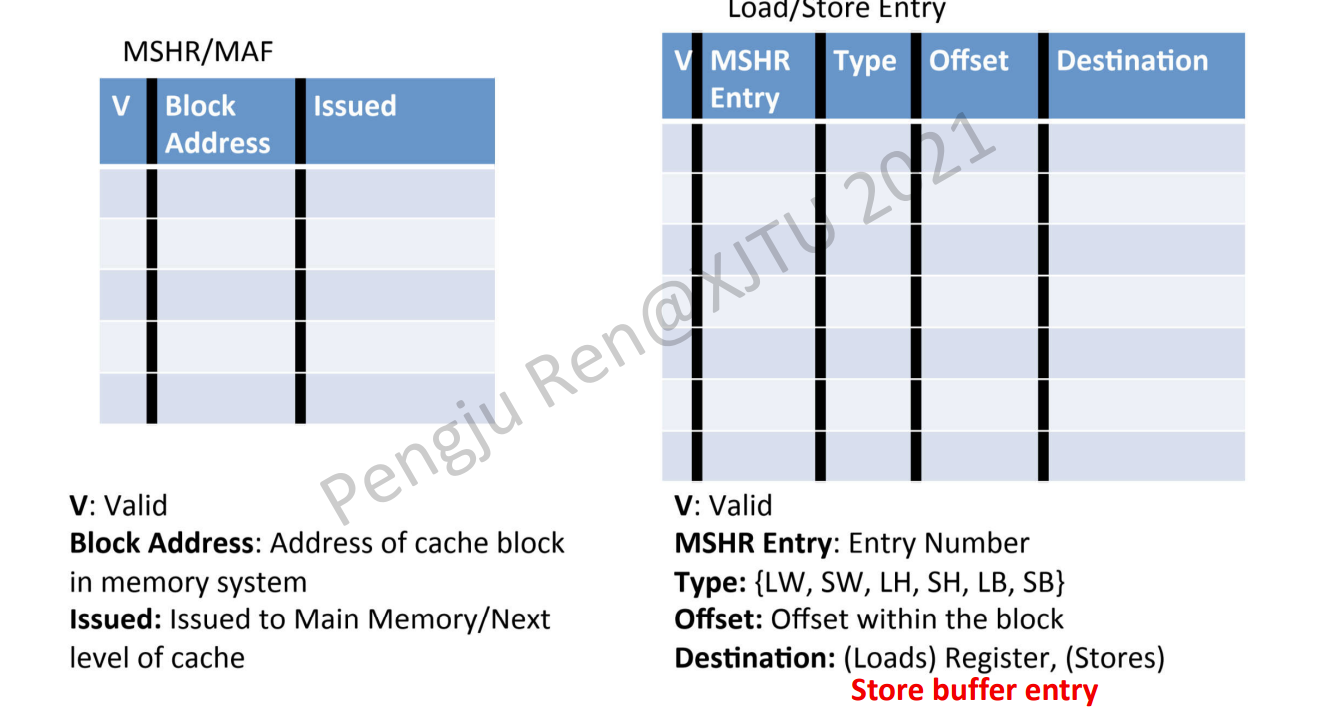 Load/Store Entry
MSHR/MAF
V Block Address Issued
V MSHR Entry Type Offset Destination
Pengju Ren@XJTU 2021
V: Valid
Block Address: Address of cache block
in memory system
Issued: Issued to Main Memory/Next
level of cache
V: Valid
MSHR Entry: Entry Number
Type: {LW, SW, LH, SH, LB, SB}
Offset: Offset within the block
Destination: (Loads) Register, (Stores)
Store buffer entry